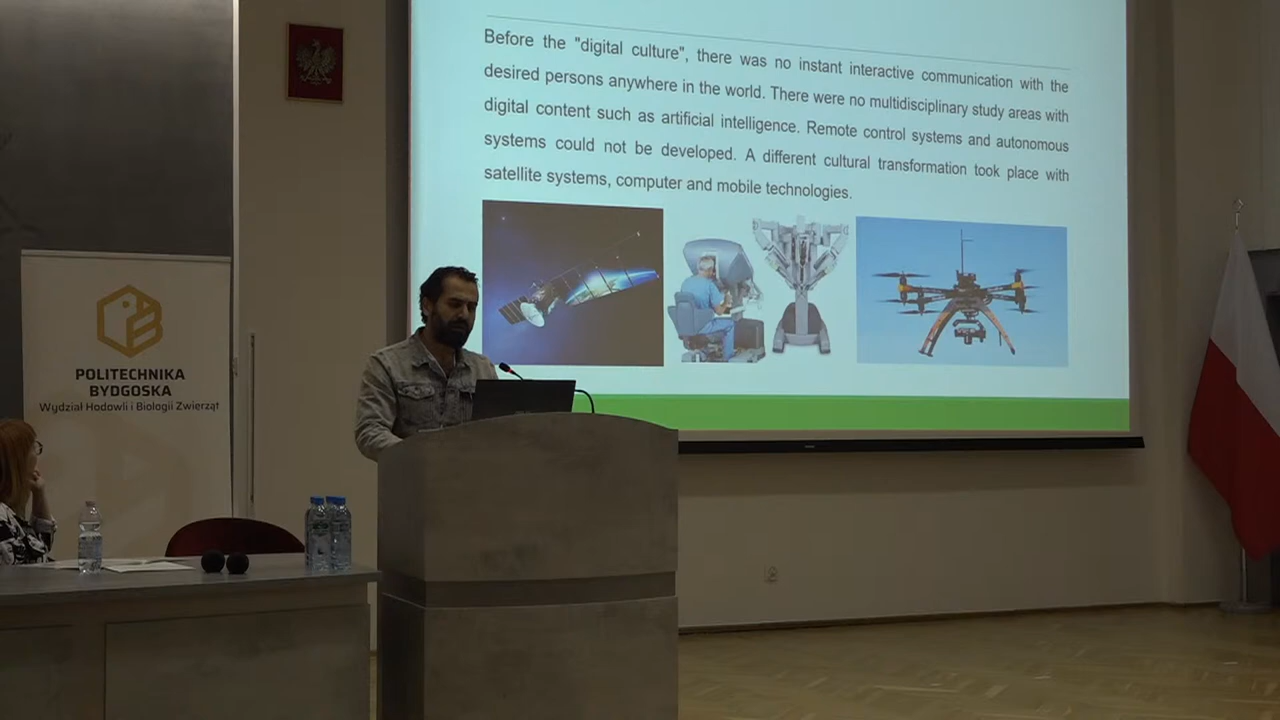 Before the "digital culture", there was no instant interactive communication with the
desired persons anywhere in the world. There were no multidisciplinary study areas with
digital content such as artificial intelligence. Remote control systems and autonomous
systems could not be developed. A different cultural transformation took place with
satellite systems, computer and mobile technologies.
POLITECHNIKA
BYDGOSKA
Wydział Hodowli i Biologii Zwierząt